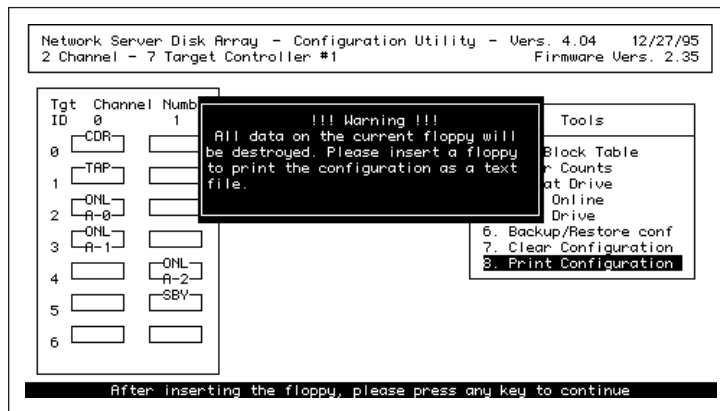 Network Server Disk Array - Configuration Utility - Vers. 4.04 12/27/95
2 Channel - 7 Target Controller #1 Firmware Vers. 2.35
Tgt Channel Numb
ID 0 1
CDR
0
TAP
1
ONL
2 A-0
ONL
3 A-1
ONL
4 A-2
SBY
5
6
!!! Warning !!!
All data on the current floppy will
be destroyed. Please insert a floppy
to print the configuration as a text
file.
Tools
Block Table
Counts
Drive
Online
Drive
6. Backup/Restore conf
7. Clear Configuration
8. Print Configuration
After inserting the floppy, please press any key to continue